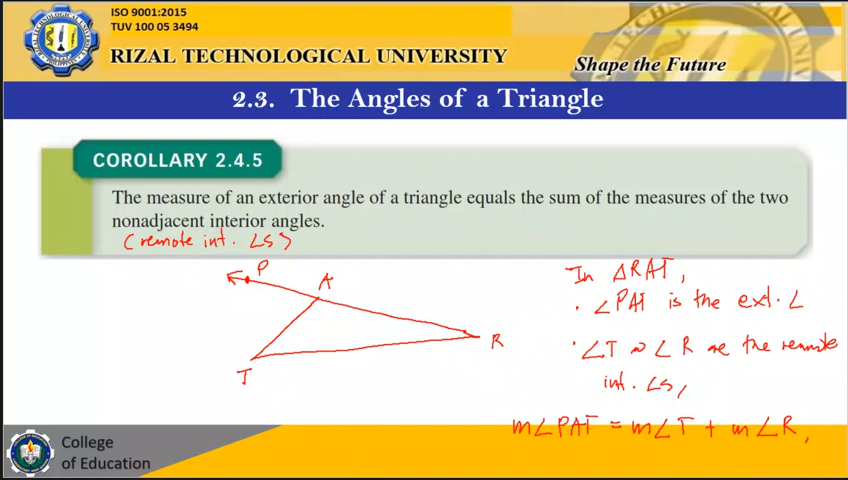 ISO 9001:2015
TUV 100 05 3494
RIZAL TECHNOLOGICAL UNIVERSITY
Shape the Future
2.3. The Angles of a Triangle
COROLLARY 2.4.5
The measure of an exterior angle of a triangle equals the sum of the measures of the two
nonadjacent interior angles.
(remote int. ∠s)
P
A
R
T
In △RAT,
· ∠PAT is the ext. ∠
· ∠T ∠R are the remote
int. ∠s,
m∠PAT = m∠T + m∠R,
College
of Education